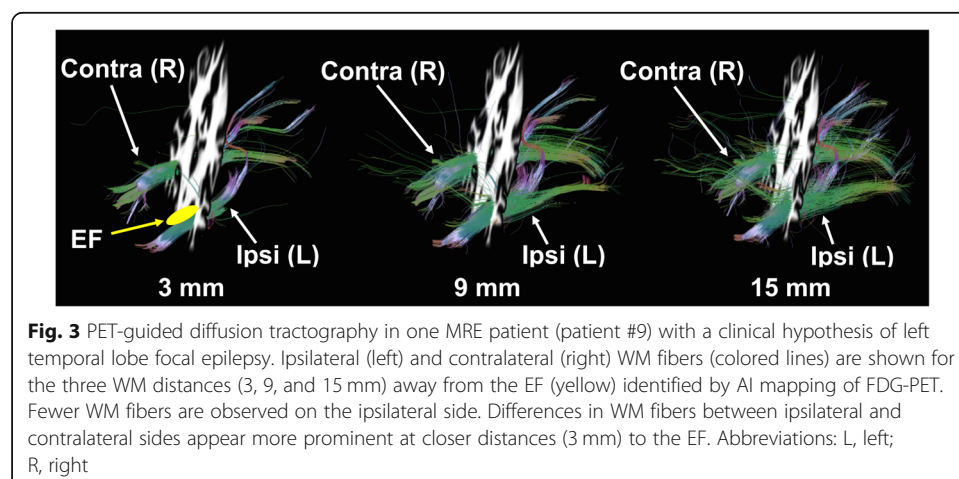 Contra (R) Contra (R) Contra (R)
EF
Ipsi (L) Ipsi (L) Ipsi (L)
3 mm 9 mm 15 mm
Fig. 3 PET-guided diffusion tractography in one MRE patient (patient #9) with a clinical hypothesis of left
temporal lobe focal epilepsy. Ipsilateral (left) and contralateral (right) WM fibers (colored lines) are shown for
the three WM distances (3, 9, and 15 mm) away from the EF (yellow) identified by AI mapping of FDG-PET.
Fewer WM fibers are observed on the ipsilateral side. Differences in WM fibers between ipsilateral and
contralateral sides appear more prominent at closer distances (3 mm) to the EF. Abbreviations: L, left;
R, right